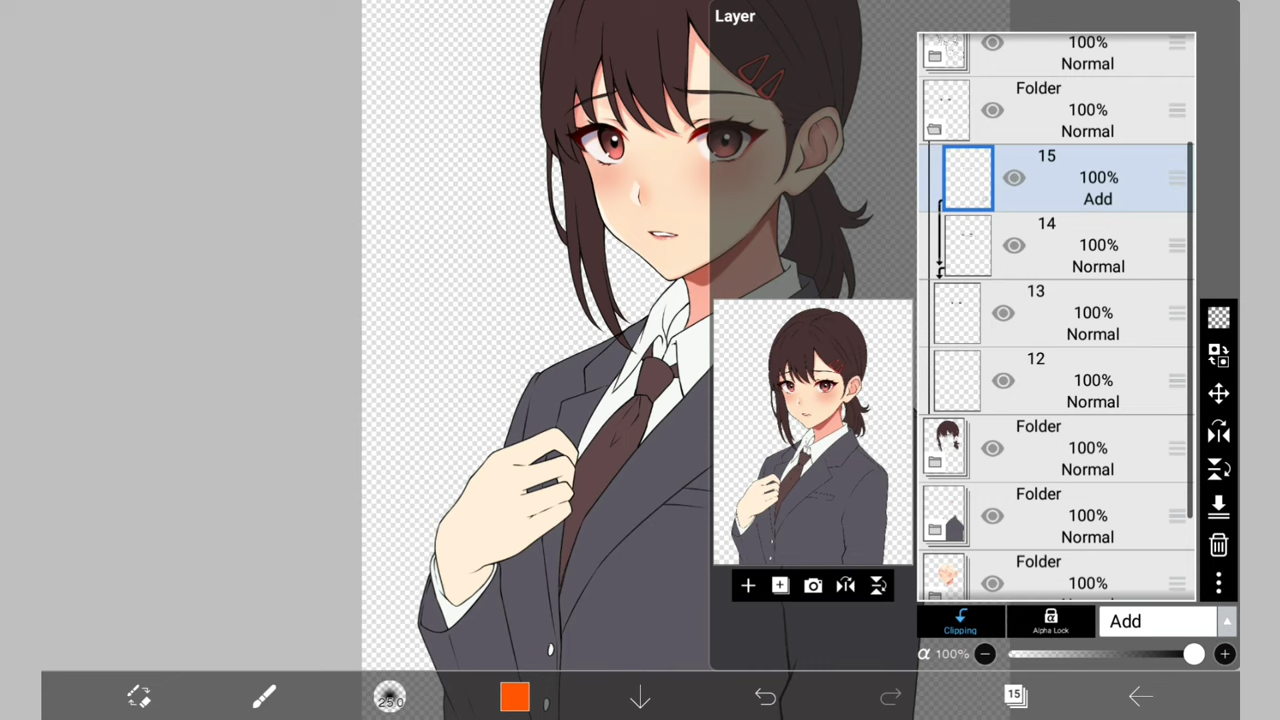 Layer
100%
Normal
Folder
100%
Normal
15
100%
Add
14
100%
Normal
13
100%
Normal
12
100%
Normal
Folder
100%
Normal
Folder
100%
Normal
Folder
100%
Clipping
Alpha Lock
Add
α 100%
250
15